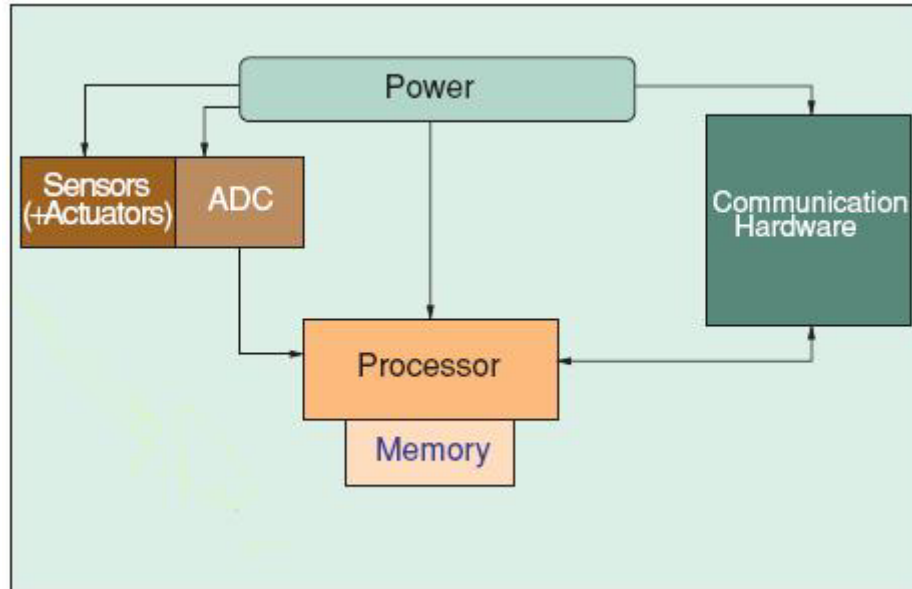 Power
Sensors
(+Actuators)
ADC
Communication
Hardware
Processor
Memory